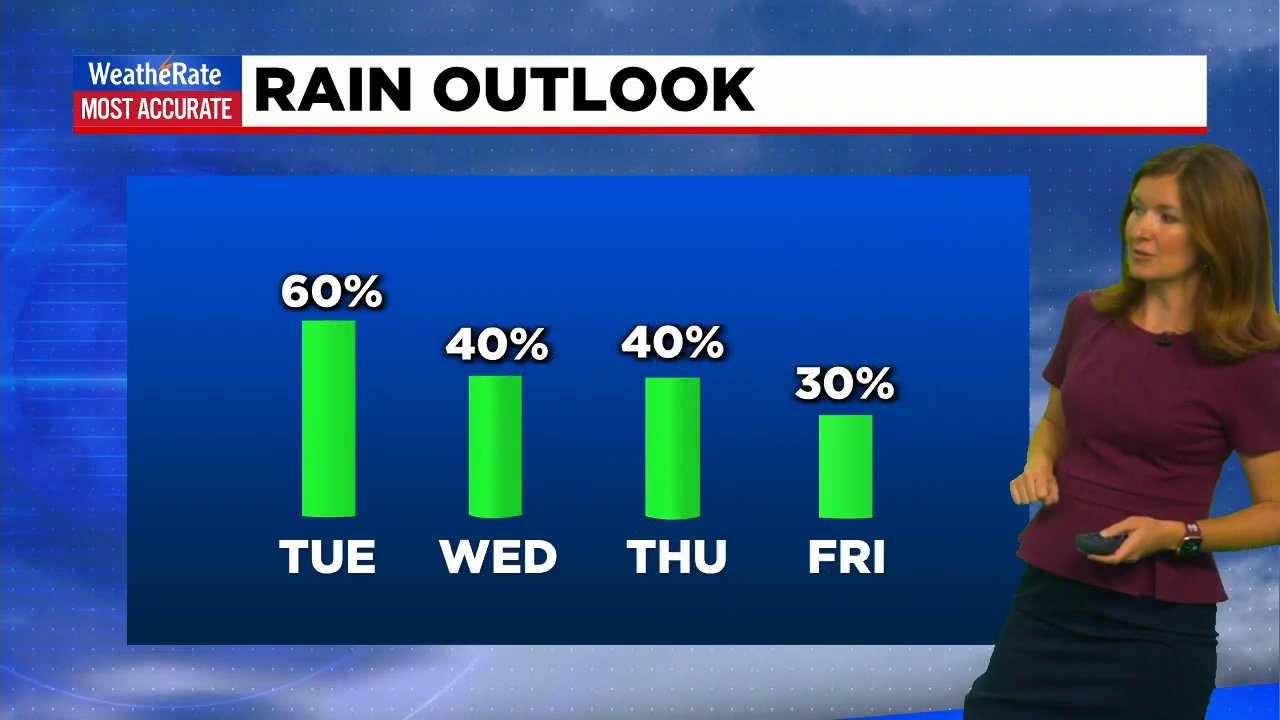 WeatheRate
MOST ACCURATE
RAIN OUTLOOK
60%
40%
40%
30%
TUE
WED
THU
FRI